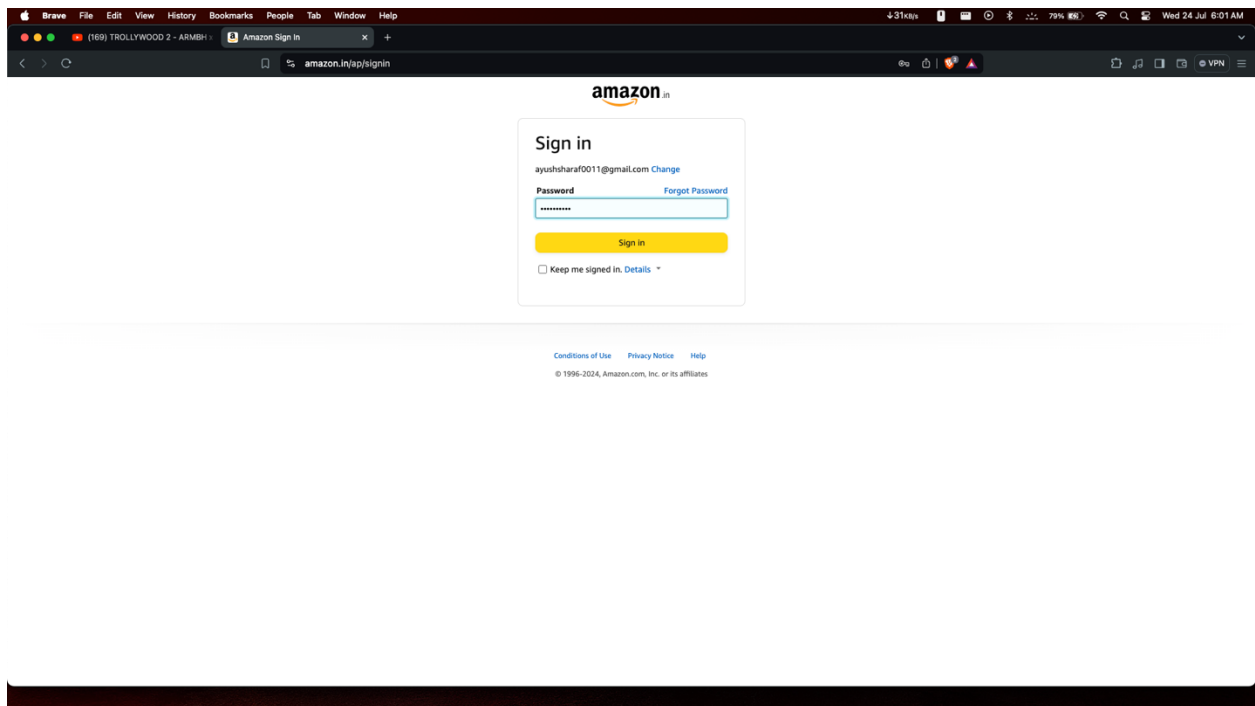 Brave File Edit View History Bookmarks People Tab Window Help 31KB/s 79% Wed 24 Jul 6:01 AM
(169) TROLLYWOOD 2 - ARMBH Amazon Sign In
amazon.in/ap/signin VPN
amazon.in
Sign in
ayushsharaf0011@gmail.com Change
Password Forgot Password
••••••••••
Sign in
Keep me signed in. Details
Conditions of Use Privacy Notice Help
© 1996-2024, Amazon.com, Inc. or its affiliates